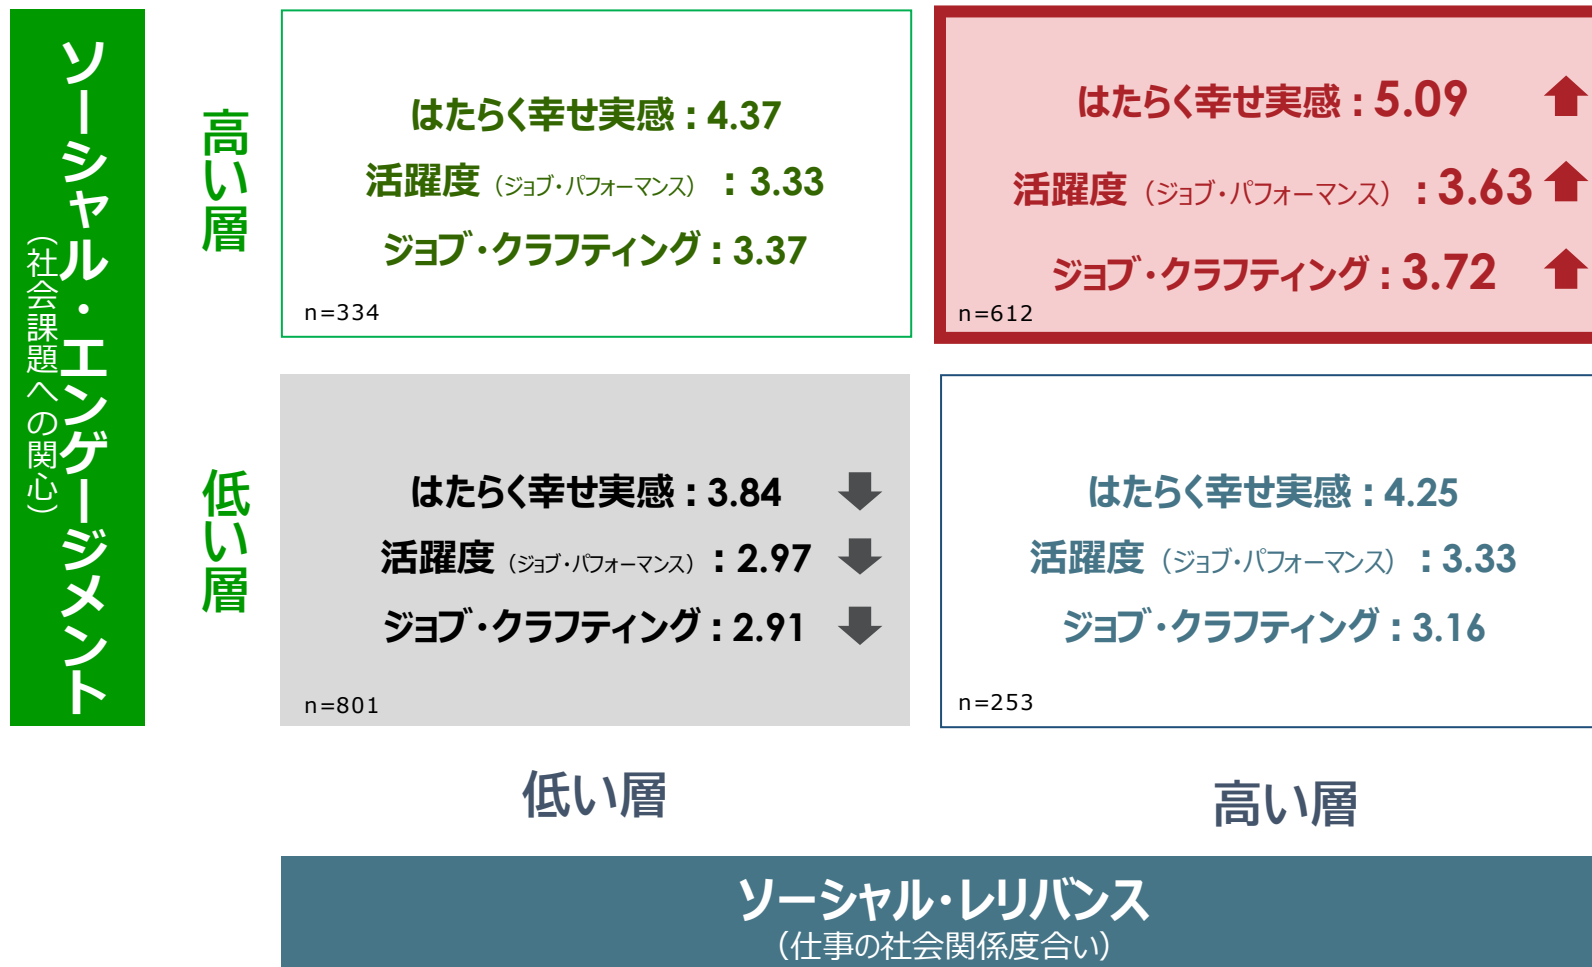 ソーシャル・エンゲージメント
（社会課題への関心）
高い層
はたらく幸せ実感：4.37
活躍度（ジョブ・パフォーマンス）：3.33
ジョブ・クラフティング：3.37
n=334
はたらく幸せ実感：5.09
活躍度（ジョブ・パフォーマンス）：3.63
ジョブ・クラフティング：3.72
n=612
低い層
はたらく幸せ実感：3.84
活躍度（ジョブ・パフォーマンス）：2.97
ジョブ・クラフティング：2.91
n=801
はたらく幸せ実感：4.25
活躍度（ジョブ・パフォーマンス）：3.33
ジョブ・クラフティング：3.16
n=253
低い層
高い層
ソーシャル・レリバンス
（仕事の社会関係度合い）